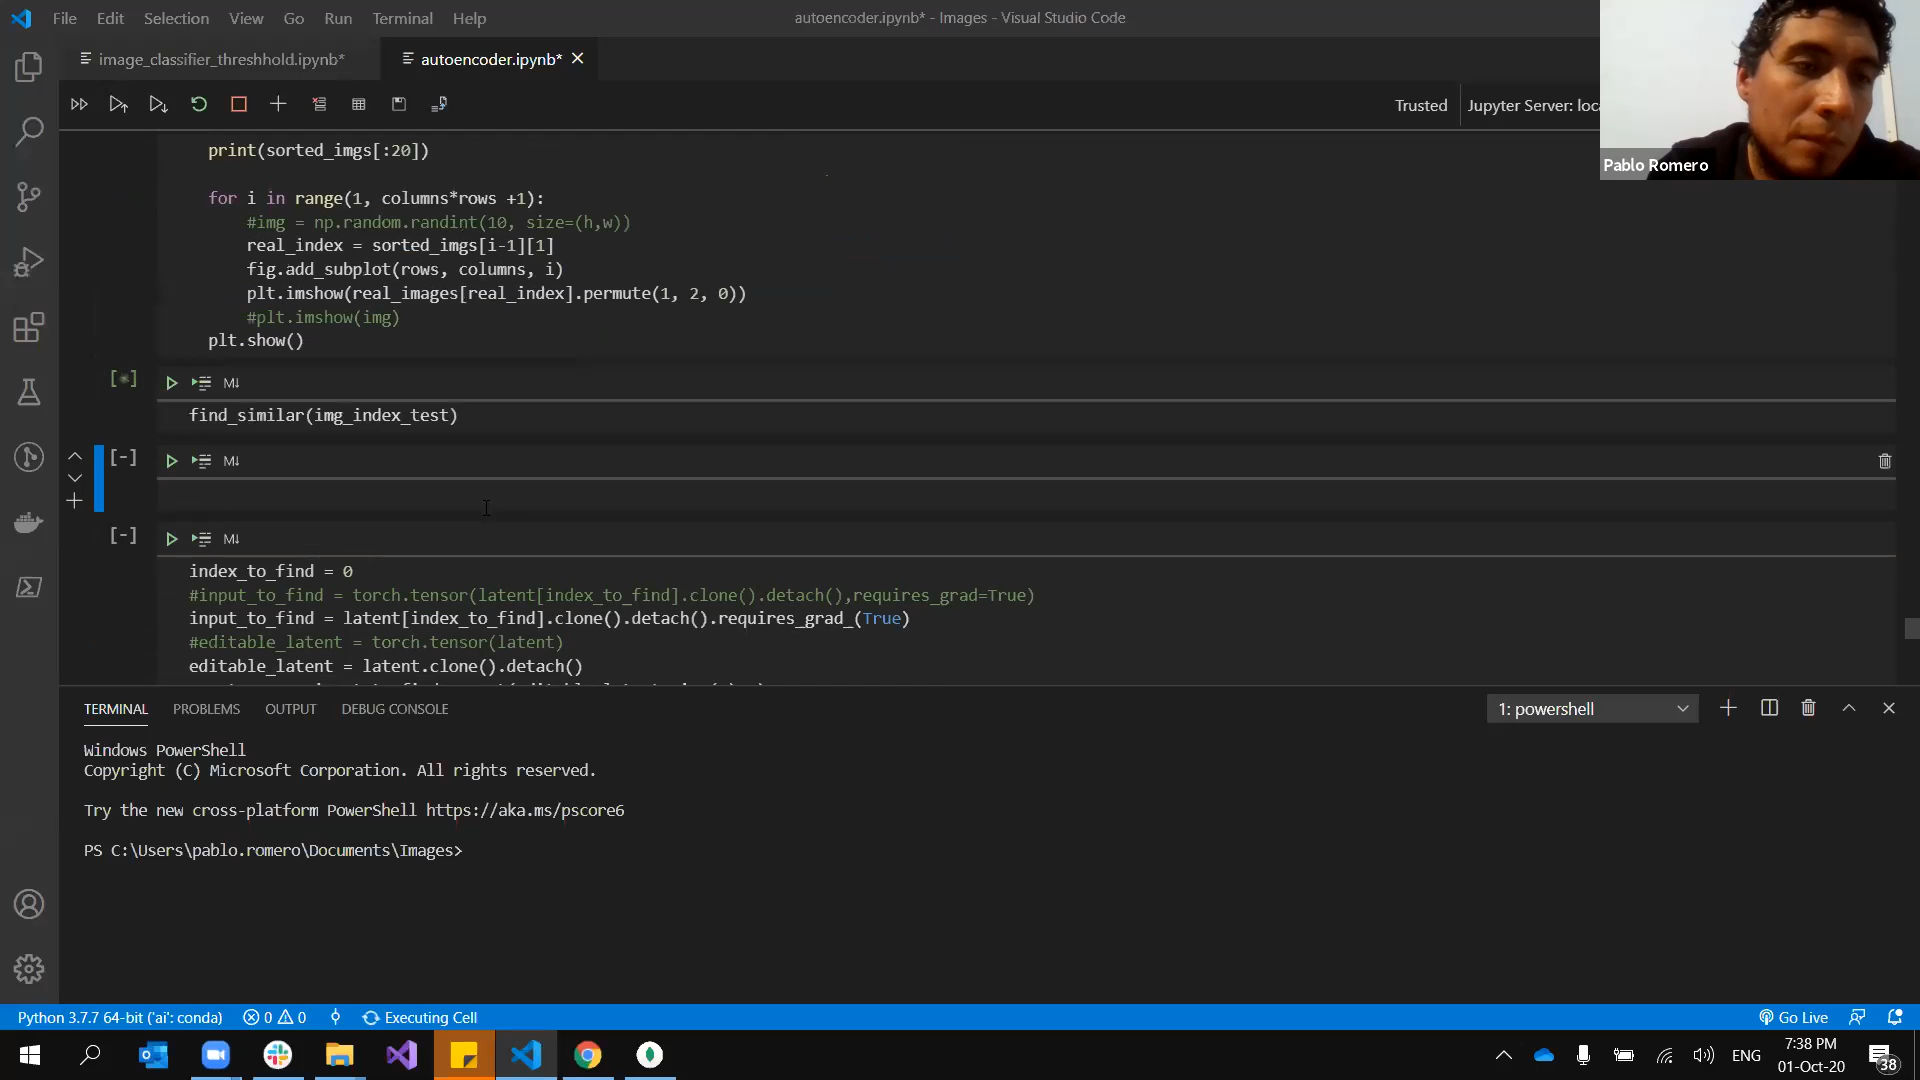 File Edit Selection View Go Run Terminal Help
autoencoder.ipynb* - Images - Visual Studio Code
image_classifier_threshhold.ipynb*
autoencoder.ipynb*
Trusted
Jupyter Server: loc
Pablo Romero
print(sorted_imgs[:20])
for i in range(1, columns*rows +1):
#img = np.random.randint(10, size=(h,w))
real_index = sorted_imgs[i-1][1]
fig.add_subplot(rows, columns, i)
plt.imshow(real_images[real_index].permute(1, 2, 0))
#plt.imshow(img)
plt.show()
[*] M↓
find_similar(img_index_test)
[-] M↓
[-] M↓
index_to_find = 0
#input_to_find = torch.tensor(latent[index_to_find].clone().detach(),requires_grad=True)
input_to_find = latent[index_to_find].clone().detach().requires_grad_(True)
#editable_latent = torch.tensor(latent)
editable_latent = latent.clone().detach()
TERMINAL PROBLEMS OUTPUT DEBUG CONSOLE
1: powershell
Windows PowerShell
Copyright (C) Microsoft Corporation. All rights reserved.
Try the new cross-platform PowerShell https://aka.ms/pscore6
PS C:\Users\pablo.romero\Documents\Images>
Python 3.7.7 64-bit ('ai': conda) 0 0 Executing Cell
Go Live
ENG
7:38 PM
01-Oct-20
38